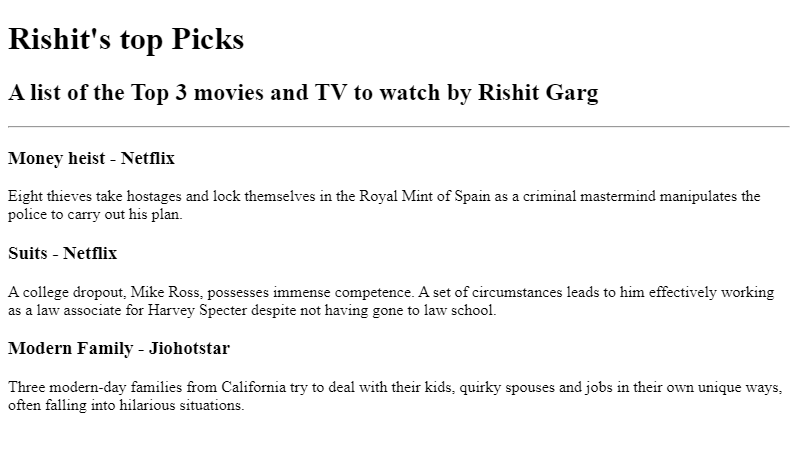 Rishit's top Picks
A list of the Top 3 movies and TV to watch by Rishit Garg
Money heist - Netflix
Eight thieves take hostages and lock themselves in the Royal Mint of Spain as a criminal mastermind manipulates the
police to carry out his plan.
Suits - Netflix
A college dropout, Mike Ross, possesses immense competence. A set of circumstances leads to him effectively working
as a law associate for Harvey Specter despite not having gone to law school.
Modern Family - Jiohotstar
Three modern-day families from California try to deal with their kids, quirky spouses and jobs in their own unique ways,
often falling into hilarious situations.